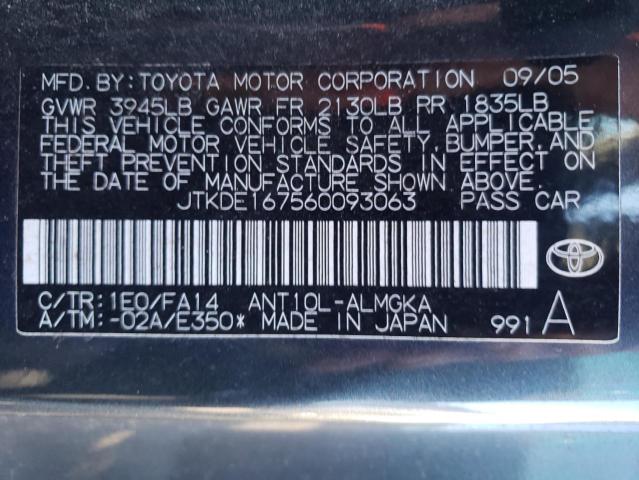 MFD. BY: TOYOTA MOTOR CORPORATION 09/05
GVWR 3945LB GAWR FR 2130LB RR 1835LB
THIS VEHICLE CONFORMS TO ALL APPLICABLE
FEDERAL MOTOR VEHICLE SAFETY, BUMPER, AND
THEFT PREVENTION STANDARDS IN EFFECT ON
THE DATE OF MANUFACTURE SHOWN ABOVE.
JTKDE167560093063 PASS CAR
C/TR: 1E0/FA14 ANT10L-ALMGKA
A/TM: -02A/E350* MADE IN JAPAN 991 A